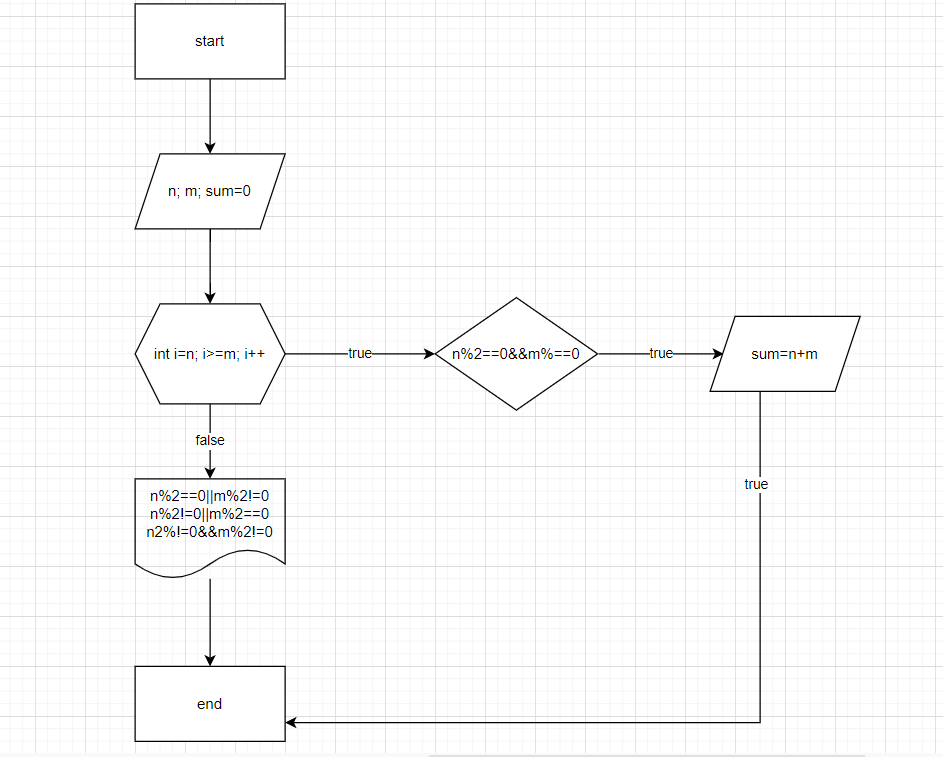 start
n; m; sum=0
int i=n; i>=m; i++
true
n%2==0&&m%==0
true
sum=n+m
false
true
n%2==0||m%2!=0
n%2!=0||m%2==0
n2%!=0&&m%2!=0
end